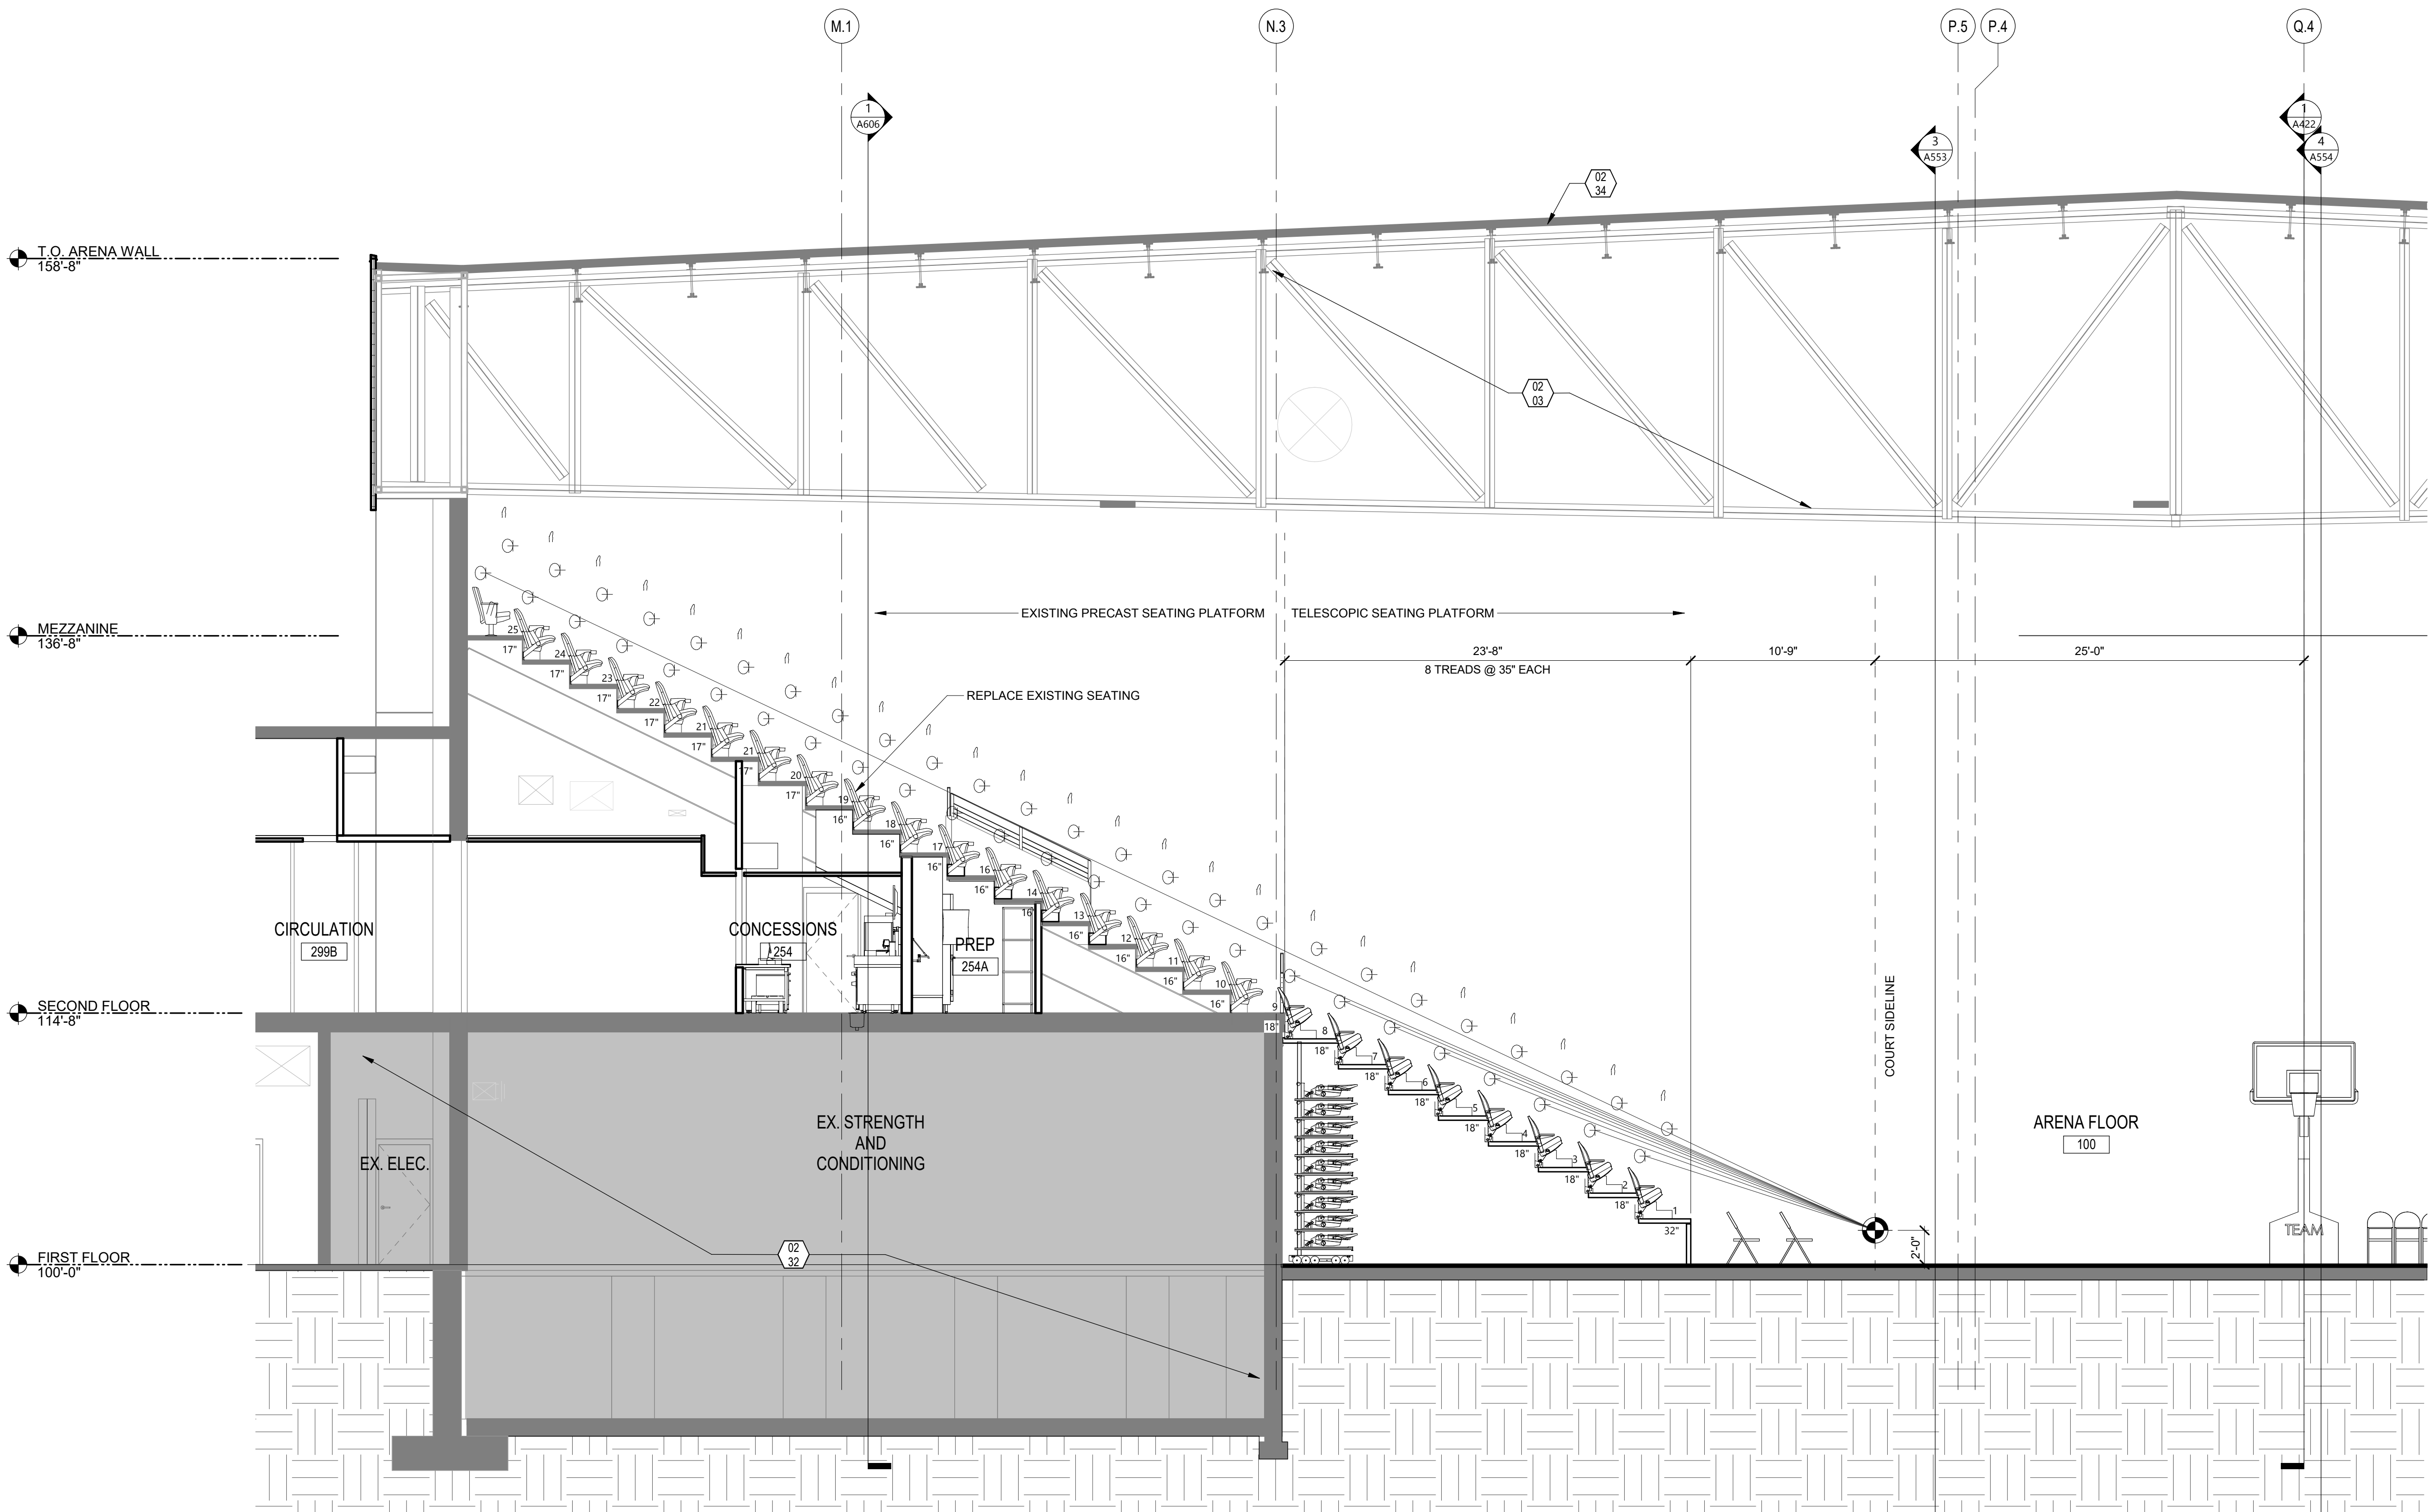 M.1
N.3
P.5
P.4
Q.4
1
A606
1
A422
3
A553
4
A554
02
34
T.O. ARENA WALL
158'-8"
02
03
EXISTING PRECAST SEATING PLATFORM
TELESCOPIC SEATING PLATFORM
MEZZANINE
136'-8"
23'-8"
10'-9"
25'-0"
8 TREADS @ 35" EACH
REPLACE EXISTING SEATING
25
17"
24
17"
23
17"
22
17"
21
17"
21
17"
20
17"
19
16"
18
16"
17
16"
16
16"
14
16"
13
16"
12
16"
11
16"
10
16"
9
18"
8
18"
7
18"
6
18"
5
18"
4
18"
3
18"
2
18"
1
32"
CIRCULATION
299B
CONCESSIONS
254
PREP
254A
COURT SIDELINE
SECOND FLOOR
114'-8"
EX. STRENGTH
AND
CONDITIONING
EX. ELEC.
ARENA FLOOR
100
TEAM
2'-0"
02
32
FIRST FLOOR
100'-0"